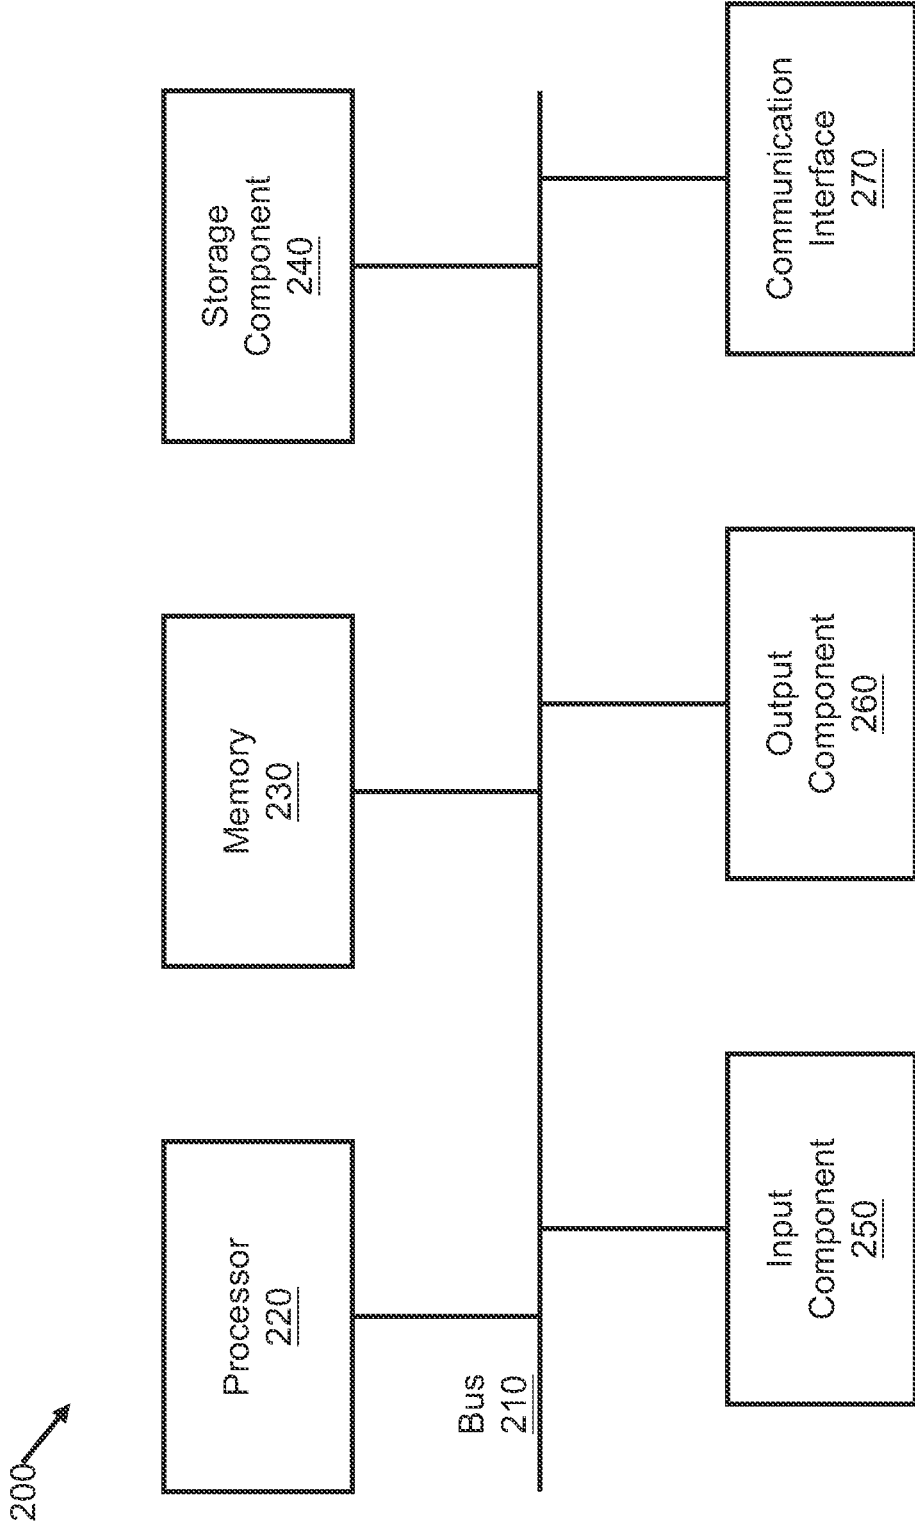 200
Processor
220
Memory
230
Storage
Component
240
Bus
210
Input
Component
250
Output
Component
260
Communication
Interface
270